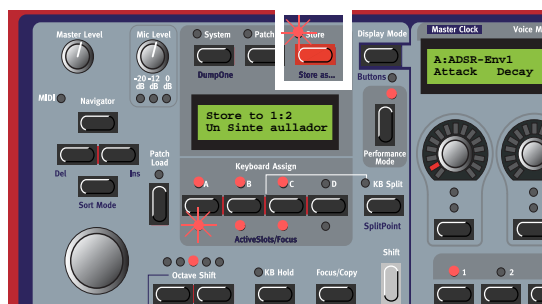 Master Level
Mic Level
System
Patch
Store
Display Mode
Master Clock
Voice M
-20 -12 0
dB dB dB
DumpOne
Store as...
Buttons
A:ADSR-Env1
Attack Decay
MIDI
Navigator
Store to 1:2
Un Sinte aullador
Patch
Load
Performance
Mode
Del
Ins
Keyboard Assign
Sort Mode
A
B
C
D
KB Split
ActiveSlots/Focus
SplitPoint
Shift
Octave Shift
KB Hold
Focus/Copy
1
2